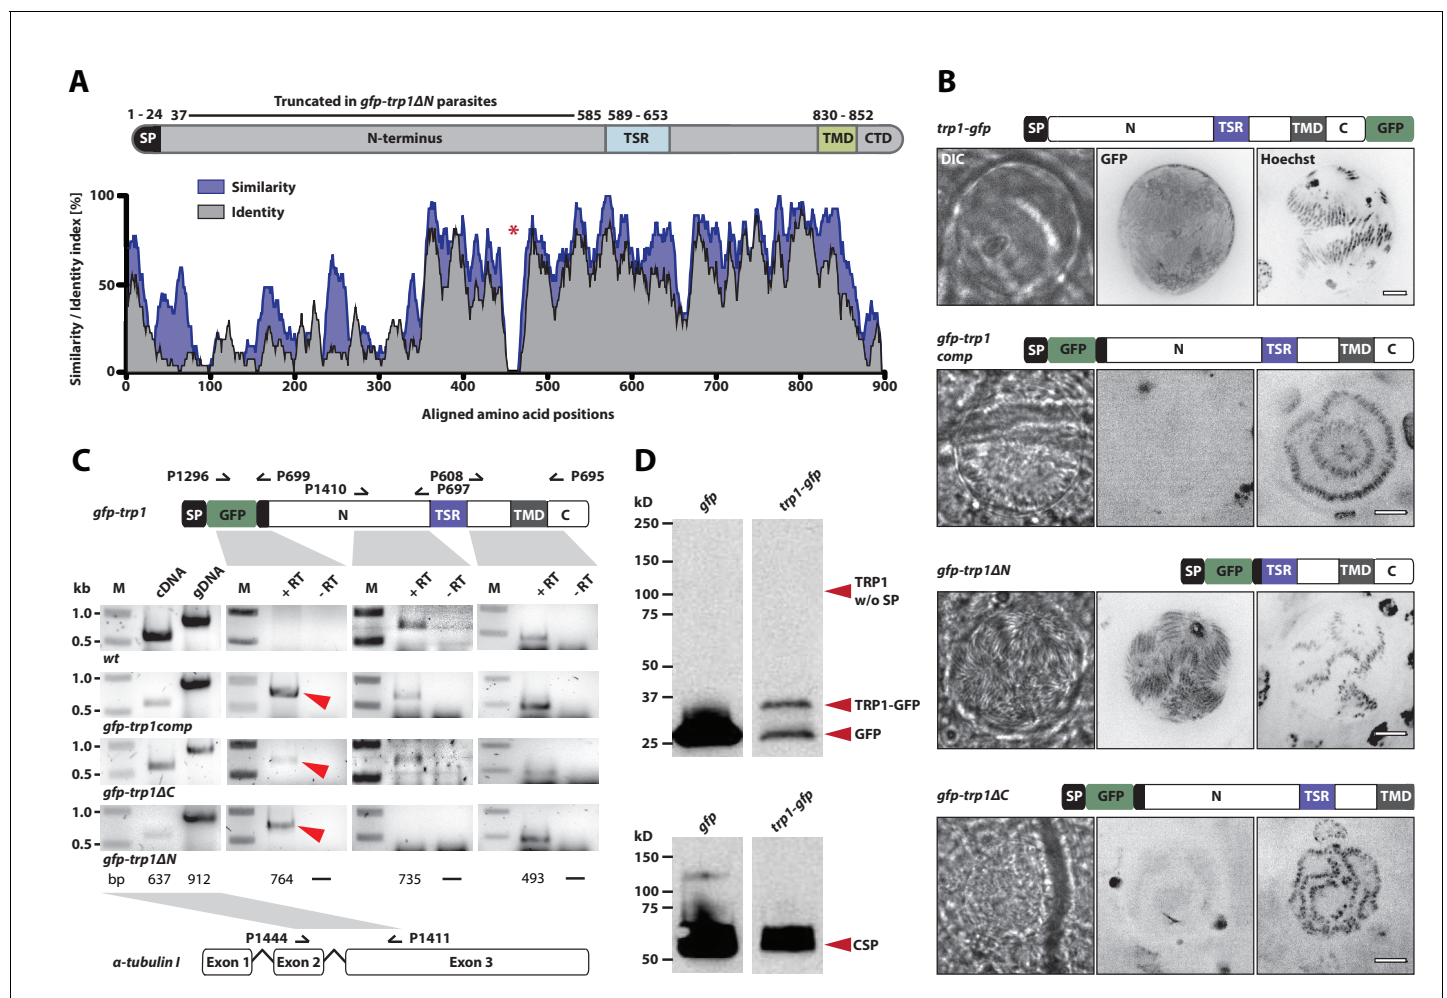 A
Truncated in gfp-trp1ΔN parasites
1 - 24 37 585 589 - 653 830 - 852
SP N-terminus TSR TMD CTD
Similarity
Identity
Similarity / Identity index [%]
100
50
0
*
0 100 200 300 400 500 600 700 800 900
Aligned amino acid positions
B
trp1-gfp
SP N TSR TMD C GFP
DIC GFP Hoechst
gfp-trp1
comp
SP GFP N TSR TMD C
gfp-trp1ΔN
SP GFP TSR TMD C
gfp-trp1ΔC
SP GFP N TSR TMD
C
P1296 P699 P608 P695
P1410 P697
gfp-trp1
SP GFP N TSR TMD C
kb M cDNA gDNA M +RT -RT M +RT -RT M +RT -RT
1.0
0.5
wt
1.0
0.5
gfp-trp1comp
1.0
0.5
gfp-trp1ΔC
1.0
0.5
gfp-trp1ΔN
bp 637 912 764 — 735 — 493 —
P1444 P1411
α-tubulin I
Exon 1 Exon 2 Exon 3
D
kD gfp trp1-gfp
250
150
100
75
50
37
25
TRP1
w/o SP
TRP1-GFP
GFP
kD gfp trp1-gfp
150
100
75
50
CSP